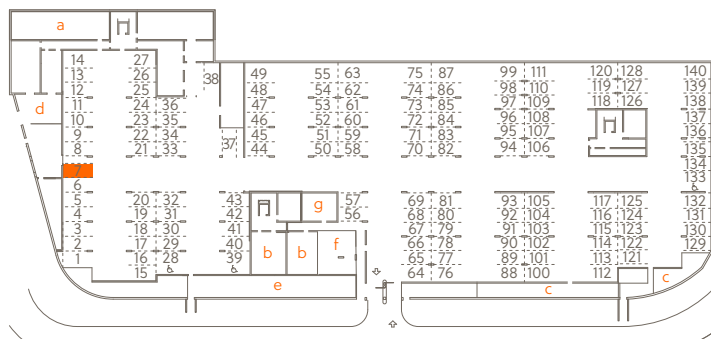 a
14 27 38 49 55 63 75 87 99 111 120 128 140
13 26 48 54 62 74 86 98 110 119 127 139
12 25 47 53 61 73 85 97 109 118 126 138
d 11 24 36 46 52 60 72 84 96 108 137
10 23 35 45 51 59 71 83 95 107 136
9 22 34 37 44 50 58 70 82 94 106 135
8 21 33 134
7 133
6
5 20 32 43 g 57 69 81 93 105 117 125 132
4 19 31 42 56 68 80 92 104 116 124 131
3 18 30 41 67 79 91 103 115 123 130
2 17 29 40 b b f 66 78 90 102 114 122 129
1 16 28 39 65 77 89 101 113 121
15 64 76 88 100 112 c
e c